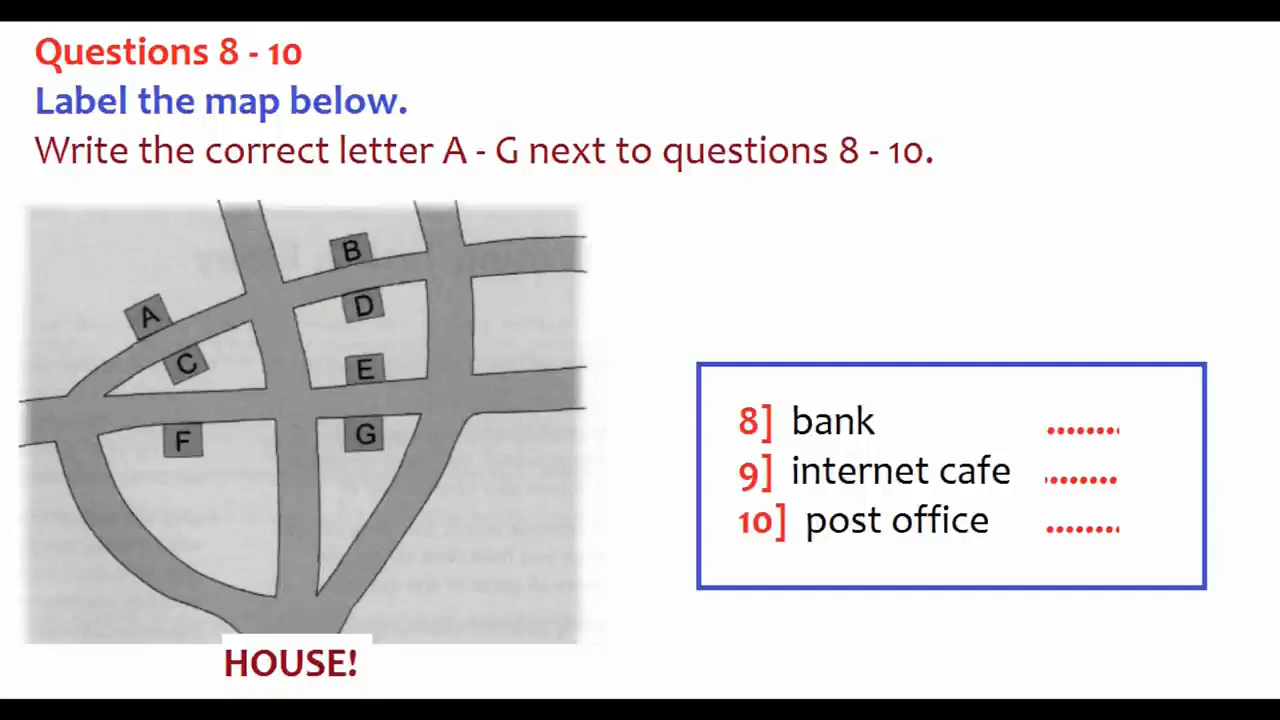 Questions 8 - 10
Label the map below.
Write the correct letter A - G next to questions 8 - 10.
B
A
D
C
E
F
G
HOUSE!
8] bank ........
9] internet cafe ........
10] post office ........